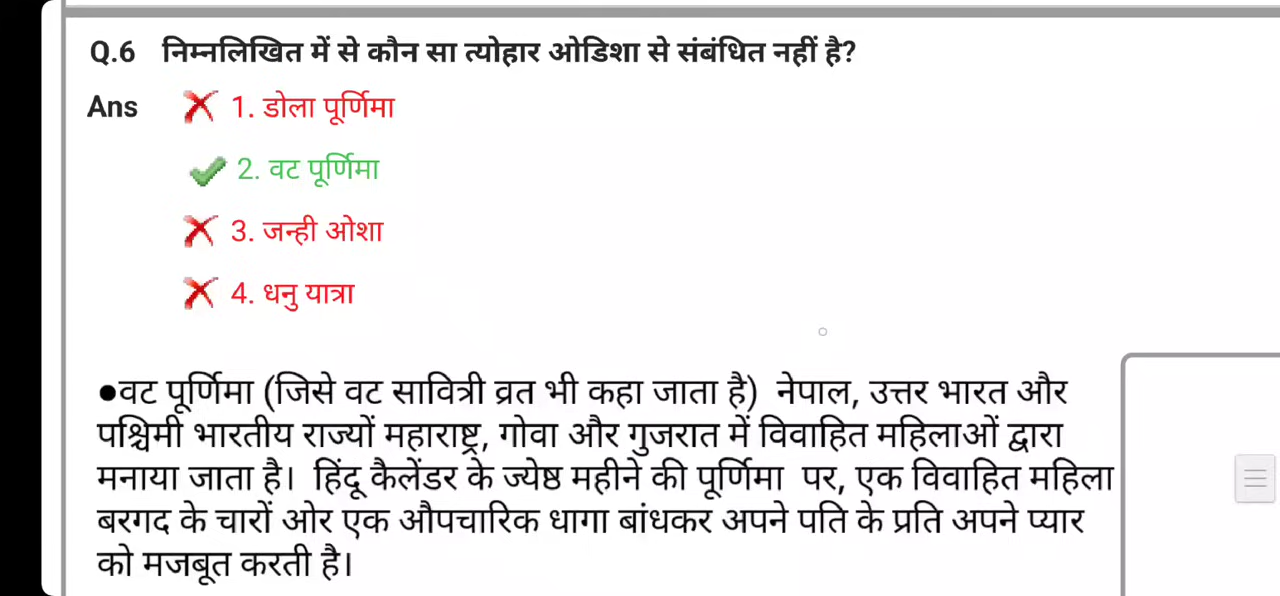 Q.6 निम्नलिखित में से कौन सा त्योहार ओडिशा से संबंधित नहीं है?
Ans 1. डोला पूर्णिमा
2. वट पूर्णिमा
3. जन्ही ओशा
4. धनु यात्रा
●वट पूर्णिमा (जिसे वट सावित्री व्रत भी कहा जाता है) नेपाल, उत्तर भारत और
पश्चिमी भारतीय राज्यों महाराष्ट्र, गोवा और गुजरात में विवाहित महिलाओं द्वारा
मनाया जाता है। हिंदू कैलेंडर के ज्येष्ठ महीने की पूर्णिमा पर, एक विवाहित महिला
बरगद के चारों ओर एक औपचारिक धागा बांधकर अपने पति के प्रति अपने प्यार
को मजबूत करती है।